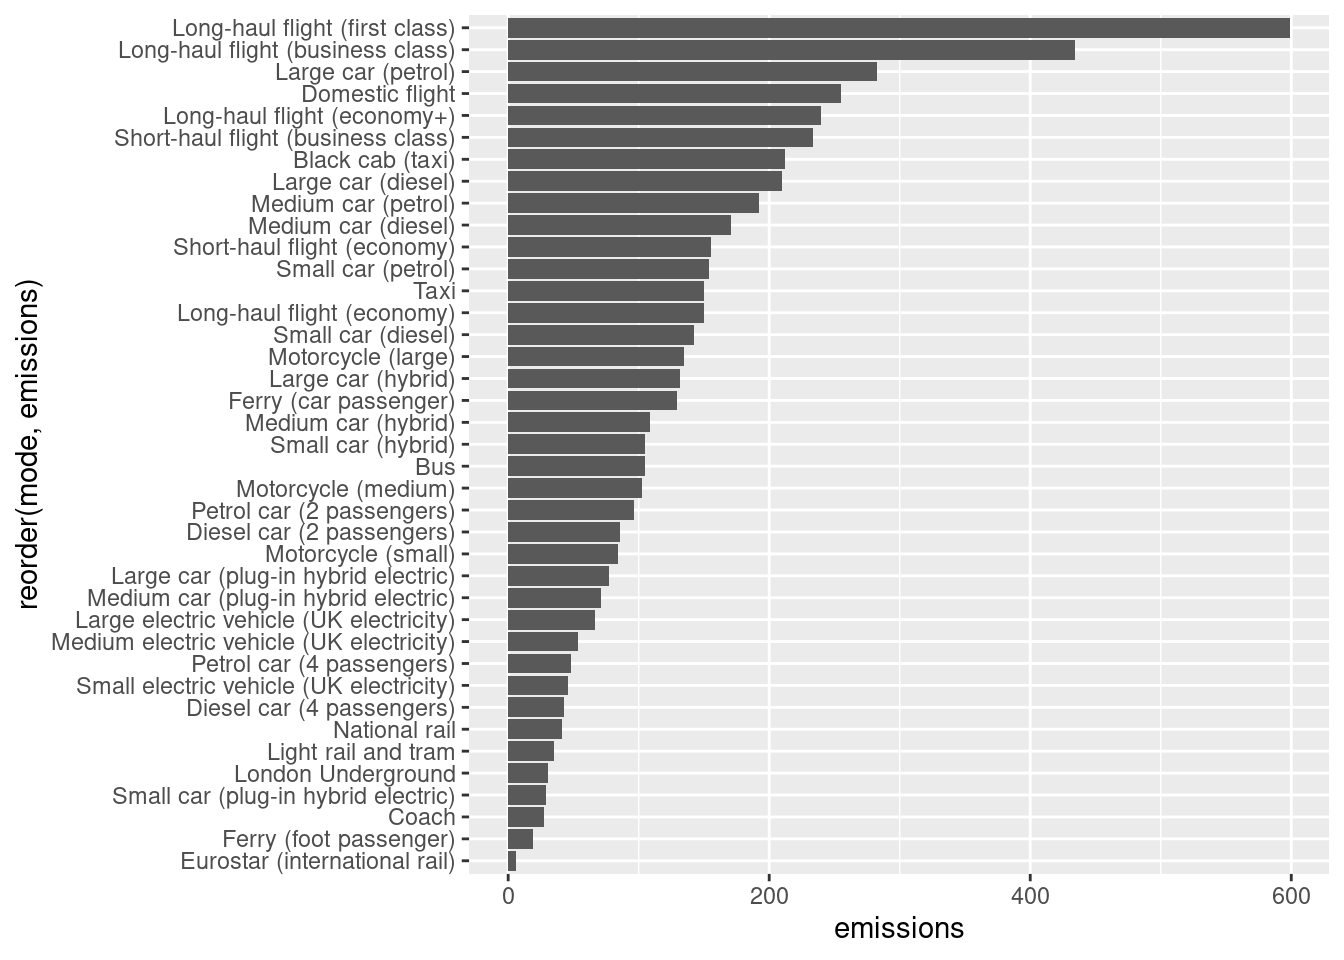 Long-haul flight (first class)
Long-haul flight (business class)
Large car (petrol)
Domestic flight
Long-haul flight (economy+)
Short-haul flight (business class)
Black cab (taxi)
Large car (diesel)
Medium car (petrol)
Medium car (diesel)
Short-haul flight (economy)
Small car (petrol)
Taxi
Long-haul flight (economy)
Small car (diesel)
Motorcycle (large)
Large car (hybrid)
Ferry (car passenger)
Medium car (hybrid)
Small car (hybrid)
Bus
Motorcycle (medium)
Petrol car (2 passengers)
Diesel car (2 passengers)
Motorcycle (small)
Large car (plug-in hybrid electric)
Medium car (plug-in hybrid electric)
Large electric vehicle (UK electricity)
Medium electric vehicle (UK electricity)
Petrol car (4 passengers)
Small electric vehicle (UK electricity)
Diesel car (4 passengers)
National rail
Light rail and tram
London Underground
Small car (plug-in hybrid electric)
Coach
Ferry (foot passenger)
Eurostar (international rail)
reorder(mode, emissions)
0 200 400 600
emissions